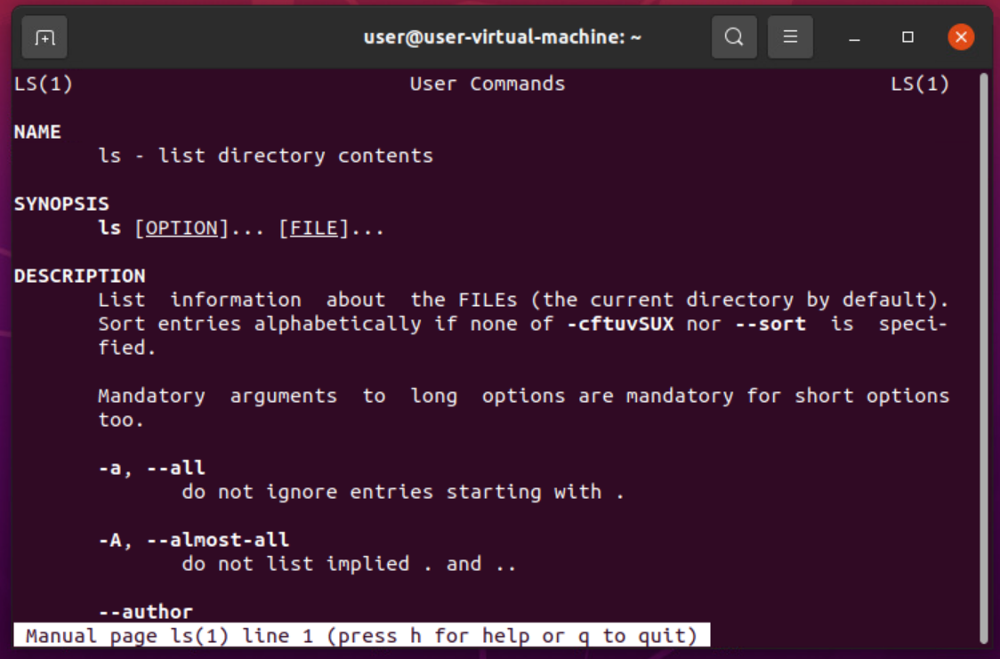 user@user-virtual-machine: ~
LS(1) User Commands LS(1)
NAME
ls - list directory contents
SYNOPSIS
ls [OPTION]... [FILE]...
DESCRIPTION
List information about the FILEs (the current directory by default).
Sort entries alphabetically if none of -cftuvSUX nor --sort is speci-
fied.
Mandatory arguments to long options are mandatory for short options
too.
-a, --all
do not ignore entries starting with .
-A, --almost-all
do not list implied . and ..
--author
Manual page ls(1) line 1 (press h for help or q to quit)